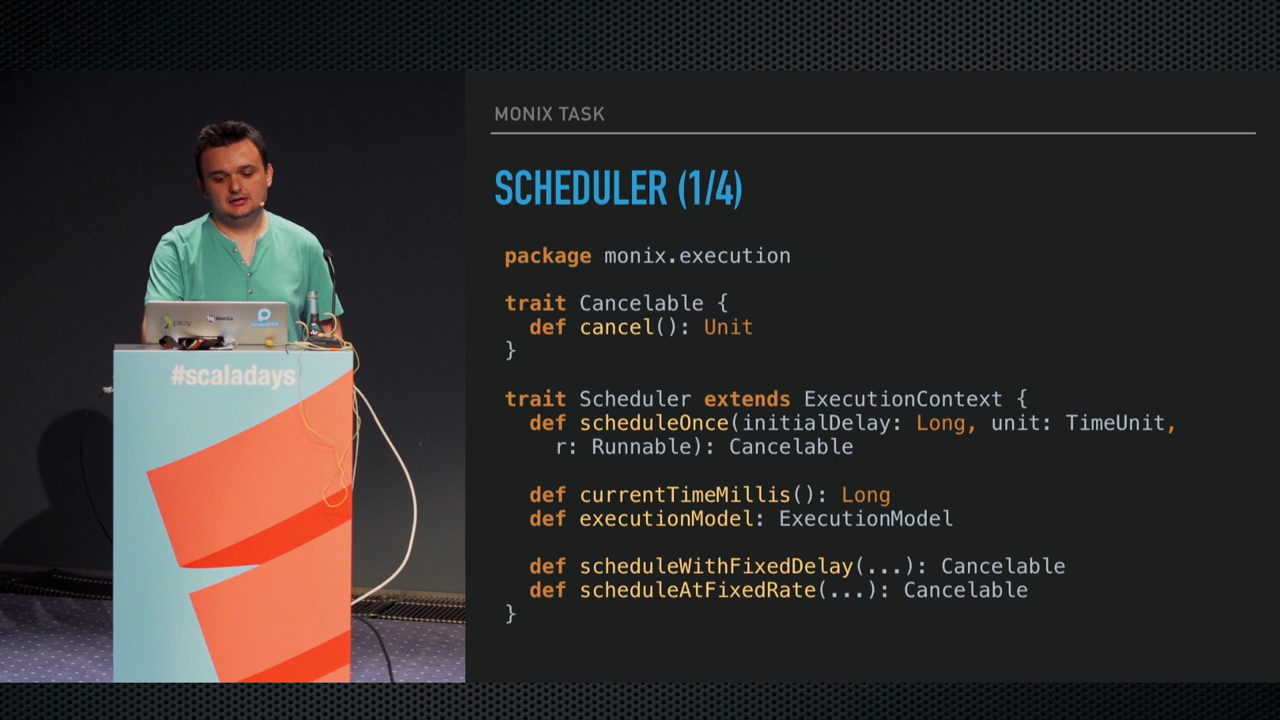 MONIX TASK
SCHEDULER (1/4)
package monix.execution
trait Cancelable {
def cancel(): Unit
}
trait Scheduler extends ExecutionContext {
def scheduleOnce(initialDelay: Long, unit: TimeUnit,
r: Runnable): Cancelable
def currentTimeMillis(): Long
def executionModel: ExecutionModel
def scheduleWithFixedDelay(...): Cancelable
def scheduleAtFixedRate(...): Cancelable
}
play
Monix
#scaladays